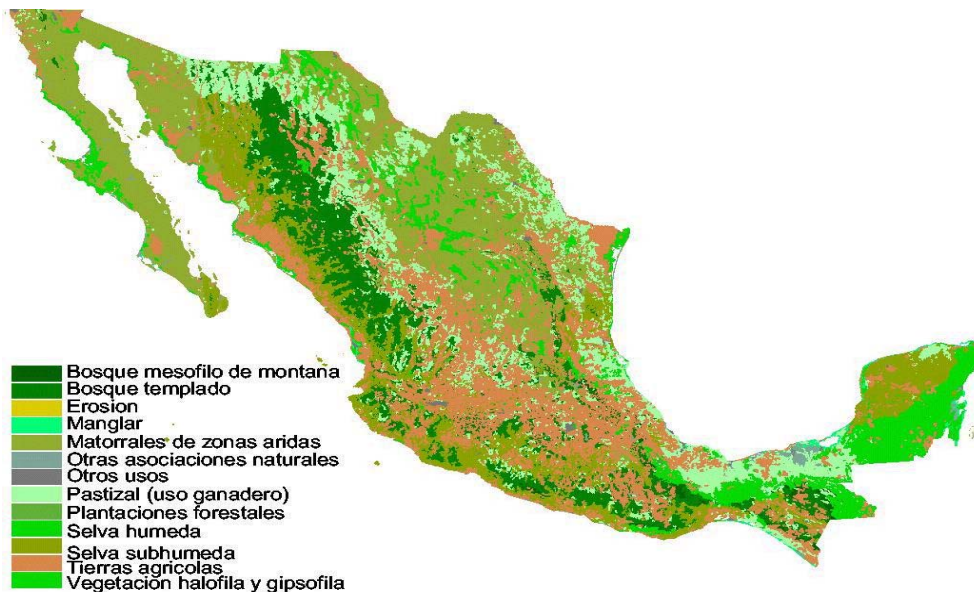 Bosque mesofilo de montana
Bosque templado
Erosion
Manglar
Matorrales de zonas aridas
Otras asociaciones naturales
Otros usos
Pastizal (uso ganadero)
Plantaciones forestales
Selva humeda
Selva subhumeda
Tierras agricolas
Vegetación halofila y gipsofila